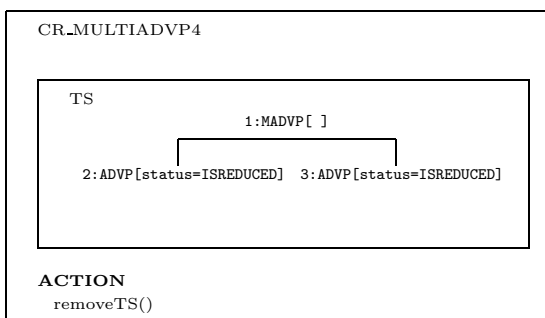 CR_MULTIADVP4
TS
1:MADVP[ ]
2:ADVP[status=ISREDUCED] 3:ADVP[status=ISREDUCED]
ACTION
removeTS()